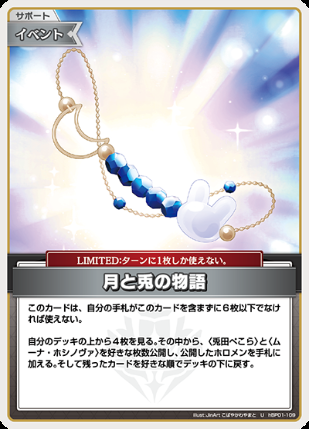 サポート
イベント
LIMITED:ターンに1枚しか使えない。
月と兎の物語
このカードは、自分の手札がこのカードを含まずに6枚以下でなけ
れば使えない。
自分のデッキの上から4枚を見る。その中から、〈兎田ぺこら〉と〈ム
ーナ・ホシノヴァ〉を好きな枚数公開し、公開したホロメンを手札に
加える。そして残ったカードを好きな順でデッキの下に戻す。
Illust:JinArt こばやかわやまと U hSP01-109